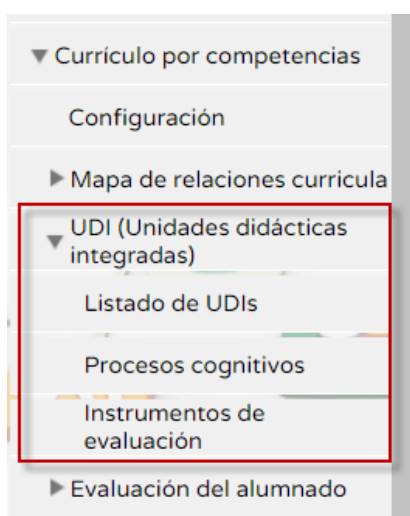 Currículo por competencias
Configuración
Mapa de relaciones curricula
UDI (Unidades didácticas
integradas)
Listado de UDIs
Procesos cognitivos
Instrumentos de
evaluación
Evaluación del alumnado